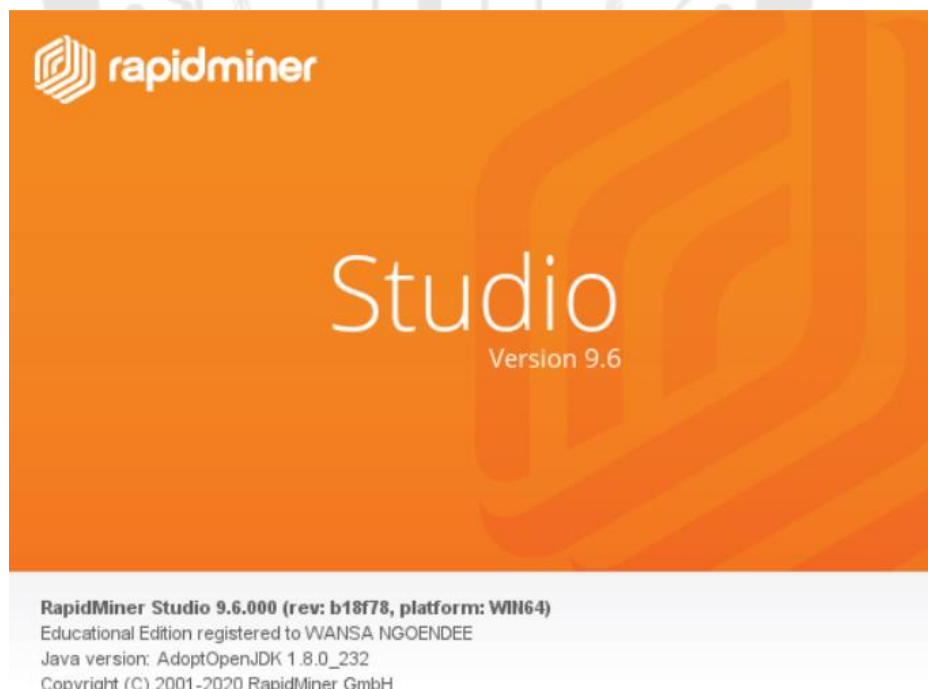 rapidminer
Studio
Version 9.6
RapidMiner Studio 9.6.000 (rev: b18f78, platform: WIN64)
Educational Edition registered to WANSA NGOENDEE
Java version: AdoptOpenJDK 1.8.0_232
Copyright (C) 2001-2020 RapidMiner GmbH